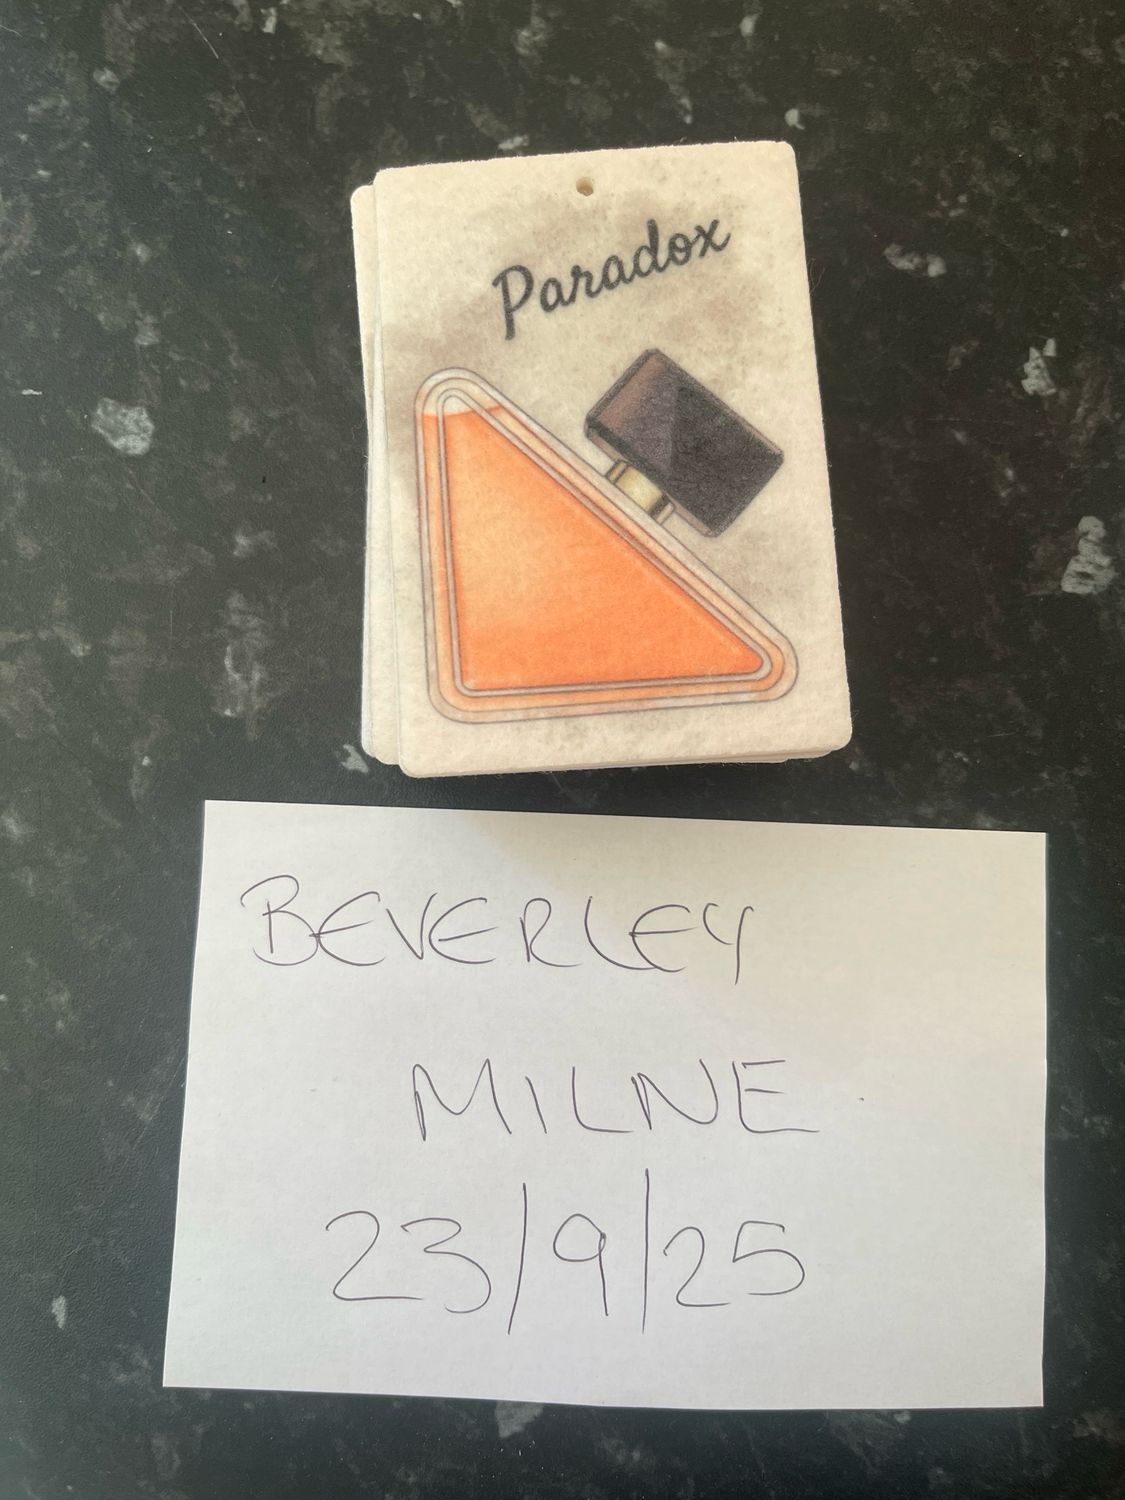 Paradox
BEVERLEY
MILNE
23/9/25